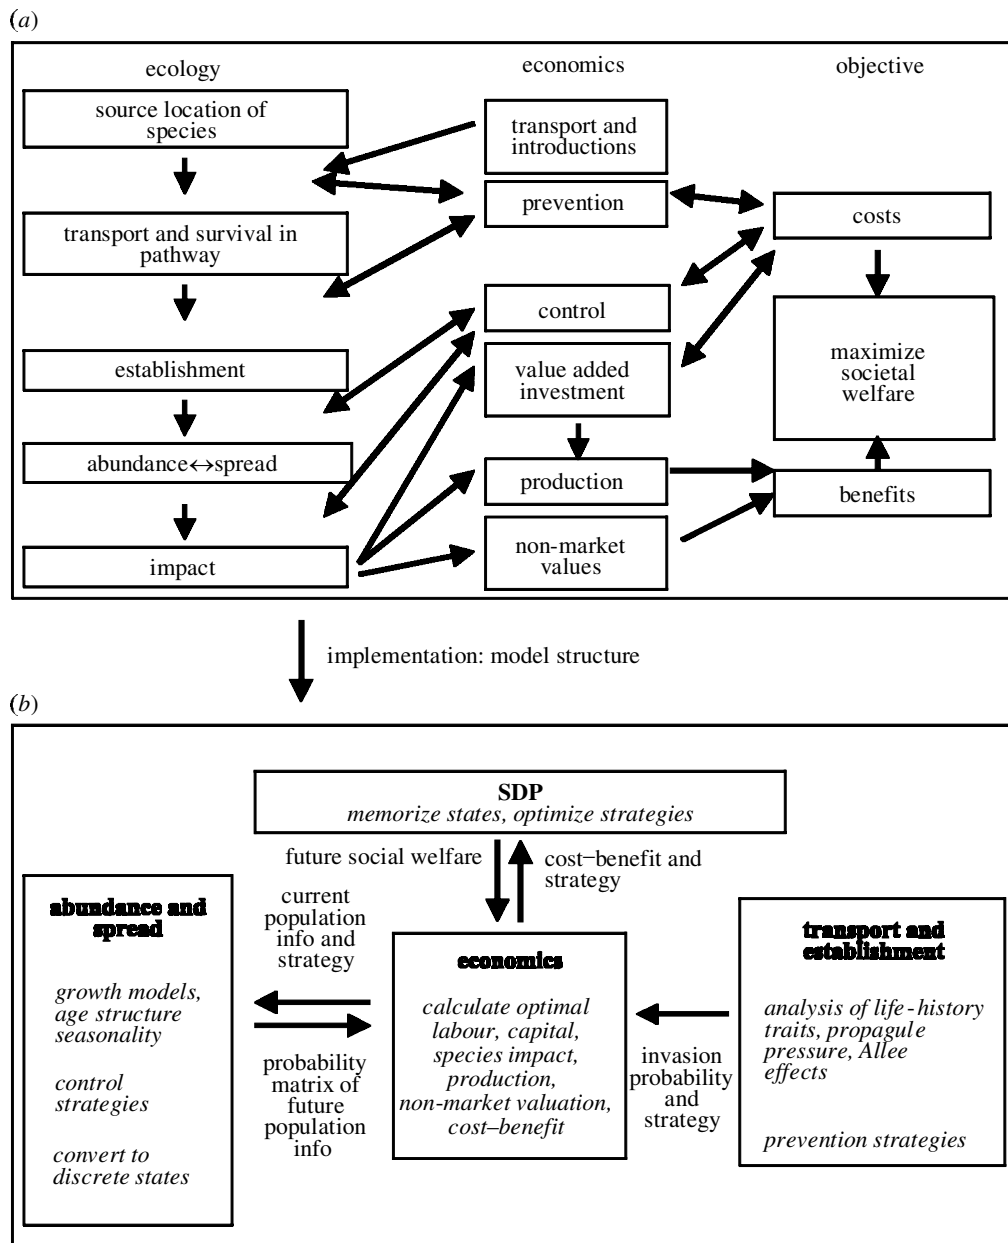 (a)
ecology
economics
objective
source location of
species
transport and survival in
pathway
establishment
abundance↔spread
impact
transport and
introductions
prevention
control
value added
investment
production
non-market
values
costs
maximize
societal
welfare
benefits
implementation: model structure
(b)
SDP
memorize states, optimize strategies
future social welfare
cost–benefit and
strategy
abundance and
spread
growth models,
age structure
seasonality
control
strategies
convert to
discrete states
current
population
info and
strategy
probability
matrix of
future
population
info
economics
calculate optimal
labour, capital,
species impact,
production,
non-market valuation,
cost–benefit
invasion
probability
and
strategy
transport and
establishment
analysis of life-history
traits, propagule
pressure, Allee
effects
prevention strategies